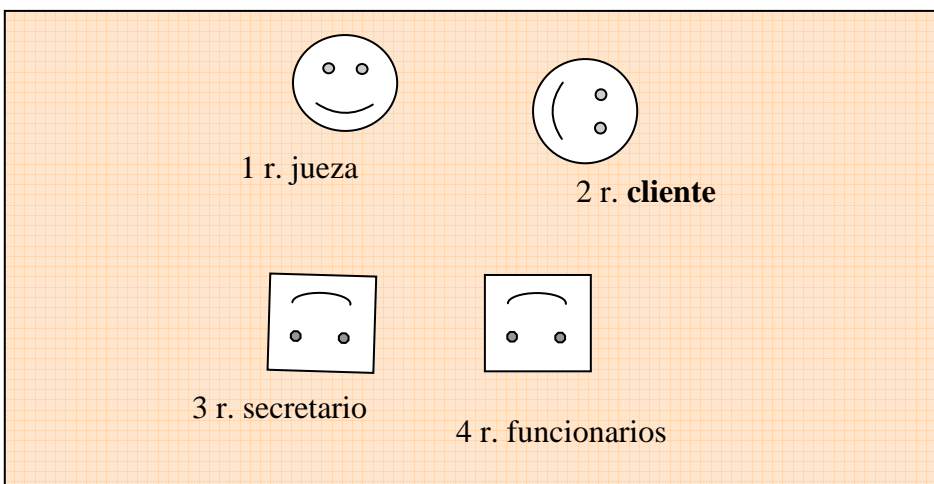 1 r. jueza
2 r. cliente
3 r. secretario
4 r. funcionarios